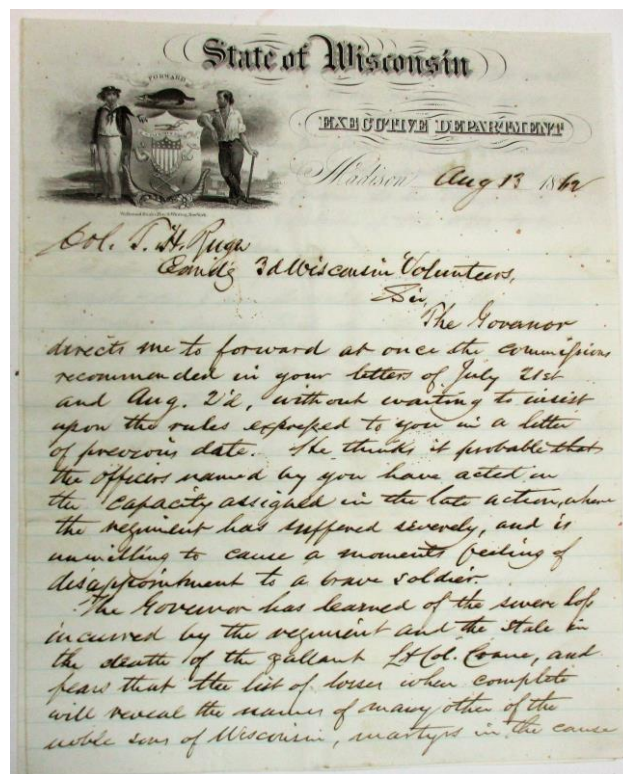 State of Wisconsin
FORWARD
EXECUTIVE DEPARTMENT
Madison Aug 13 1862
Col. T. H. Ruger
Comd'g 3d Wisconsin Volunteers,
Sir,
The Govenor
directs me to forward at once the commissions
recommended in your letters of July 21st
and Aug. 2'd, without waiting to insist
upon the rules expressed to you in a letter
of previous date. He thinks it probable that
the officers named by you have acted in
the capacity assigned in the late action, where
the regiment has suffered severely, and is
unwilling to cause a moments feeling of
disappointment to a brave soldier.
The Governor has learned of the severe loss
incurred by the regiment and the state in
the death of the gallant Lt Col. Crane, and
fears that the list of losses when complete
will reveal the names of many other of the
noble sons of Wisconsin, martyrs in the cause